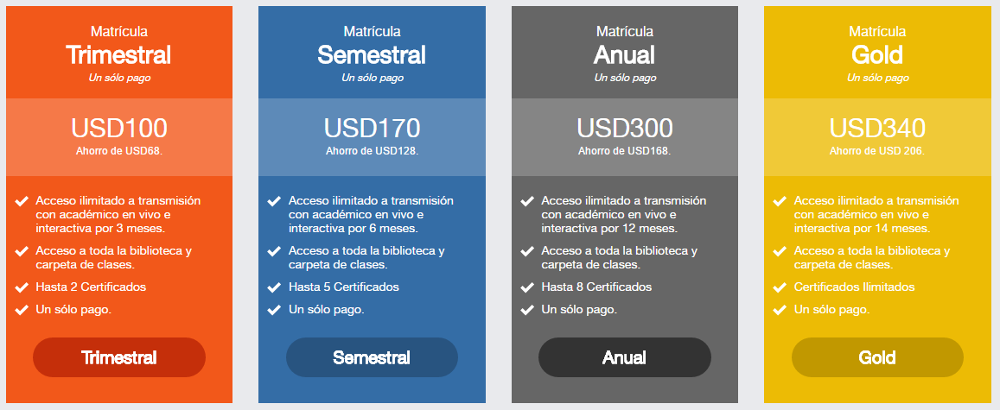 Matrícula
Trimestral
Un sólo pago
USD100
Ahorro de USD68.
Acceso ilimitado a transmisión
con académico en vivo e
interactiva por 3 meses.
Acceso a toda la biblioteca y
carpeta de clases.
Hasta 2 Certificados
Un sólo pago.
Trimestral
Matrícula
Semestral
Un sólo pago
USD170
Ahorro de USD128.
Acceso ilimitado a transmisión
con académico en vivo e
interactiva por 6 meses.
Acceso a toda la biblioteca y
carpeta de clases.
Hasta 5 Certificados
Un sólo pago.
Semestral
Matrícula
Anual
Un sólo pago
USD300
Ahorro de USD168.
Acceso ilimitado a transmisión
con académico en vivo e
interactiva por 12 meses.
Acceso a toda la biblioteca y
carpeta de clases.
Hasta 8 Certificados
Un sólo pago.
Anual
Matrícula
Gold
Un sólo pago
USD340
Ahorro de USD 206.
Acceso ilimitado a transmisión
con académico en vivo e
interactiva por 14 meses.
Acceso a toda la biblioteca y
carpeta de clases.
Certificados Ilimitados
Un sólo pago.
Gold